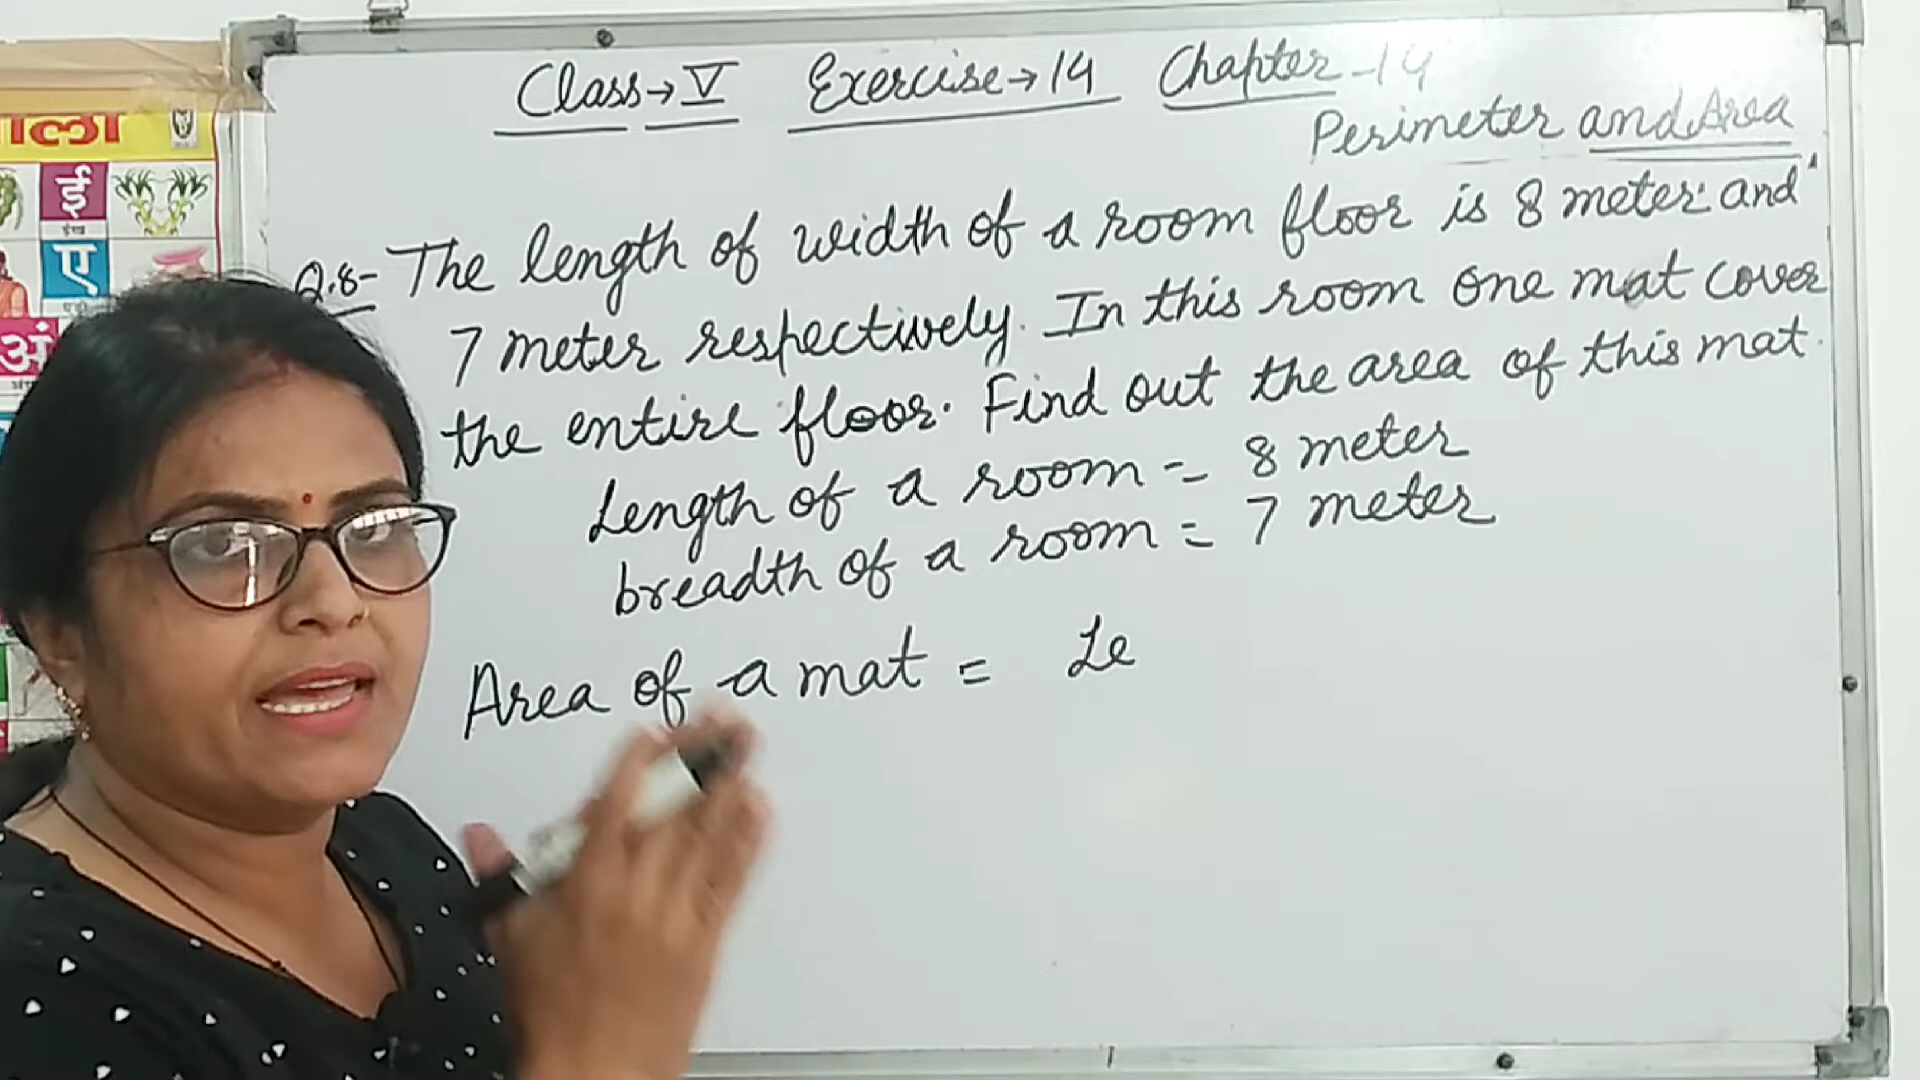 Class→V Exercise→14 Chapter-14
Perimeter and Area
Q.8- The length of width of a room floor is 8 meter and
7 meter respectively. In this room one mat cover
the entire floor. Find out the area of this mat.
Length of a room = 8 meter
breadth of a room = 7 meter
Area of a mat = Le
ई
ए
अं